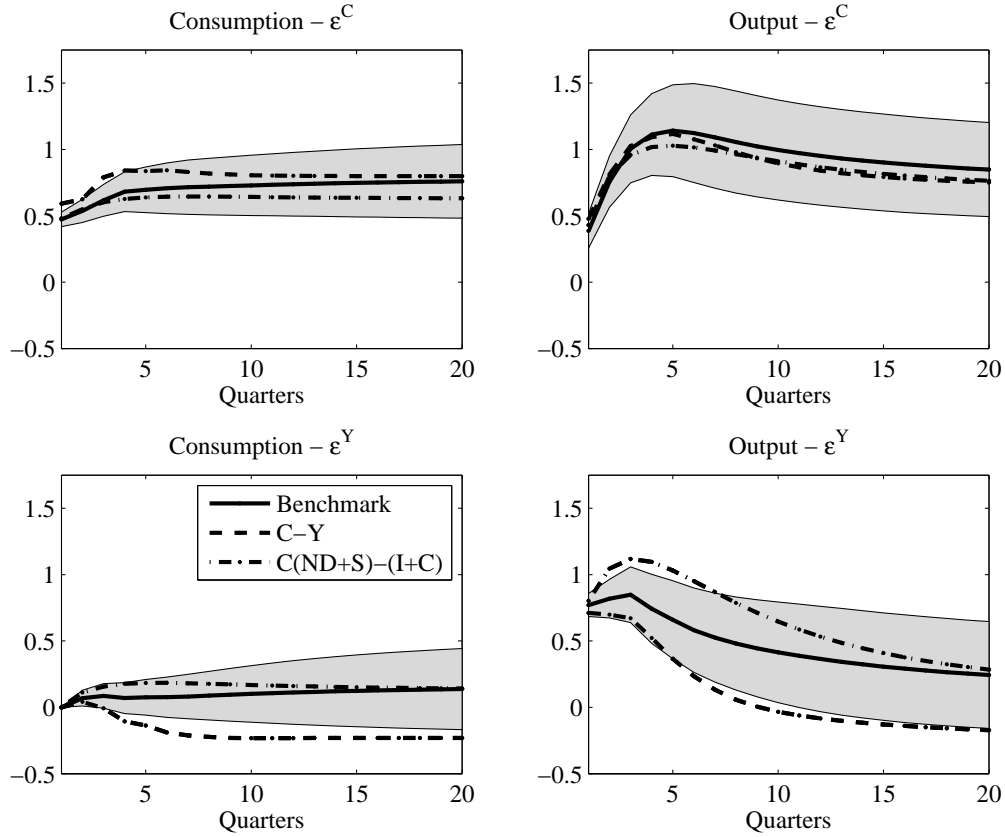 Consumption – ε^C
1.5
1
0.5
0
−0.5
5 10 15 20
Quarters
Output – ε^C
1.5
1
0.5
0
−0.5
5 10 15 20
Quarters
Consumption – ε^Y
1.5
1
0.5
0
−0.5
Benchmark
C−Y
C(ND+S)−(I+C)
5 10 15 20
Quarters
Output – ε^Y
1.5
1
0.5
0
−0.5
5 10 15 20
Quarters